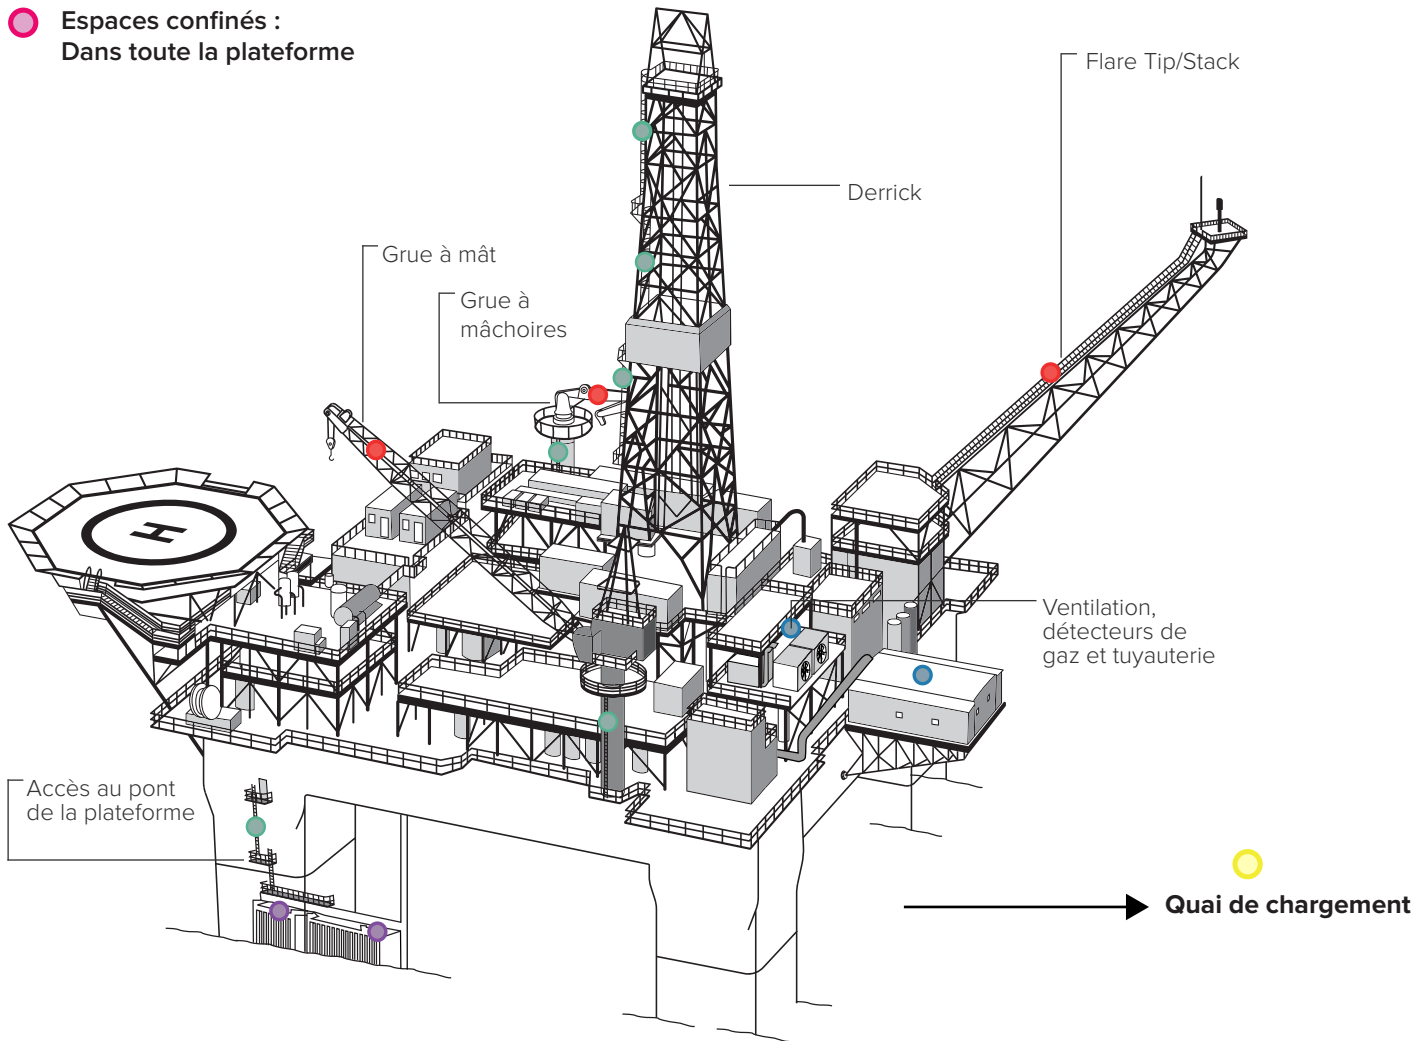 Espaces confinés :
Dans toute la plateforme
Flare Tip/Stack
Derrick
Grue à mât
Grue à
mâchoires
H
Ventilation,
détecteurs de
gaz et tuyauterie
Accès au pont
de la plateforme
Quai de chargement